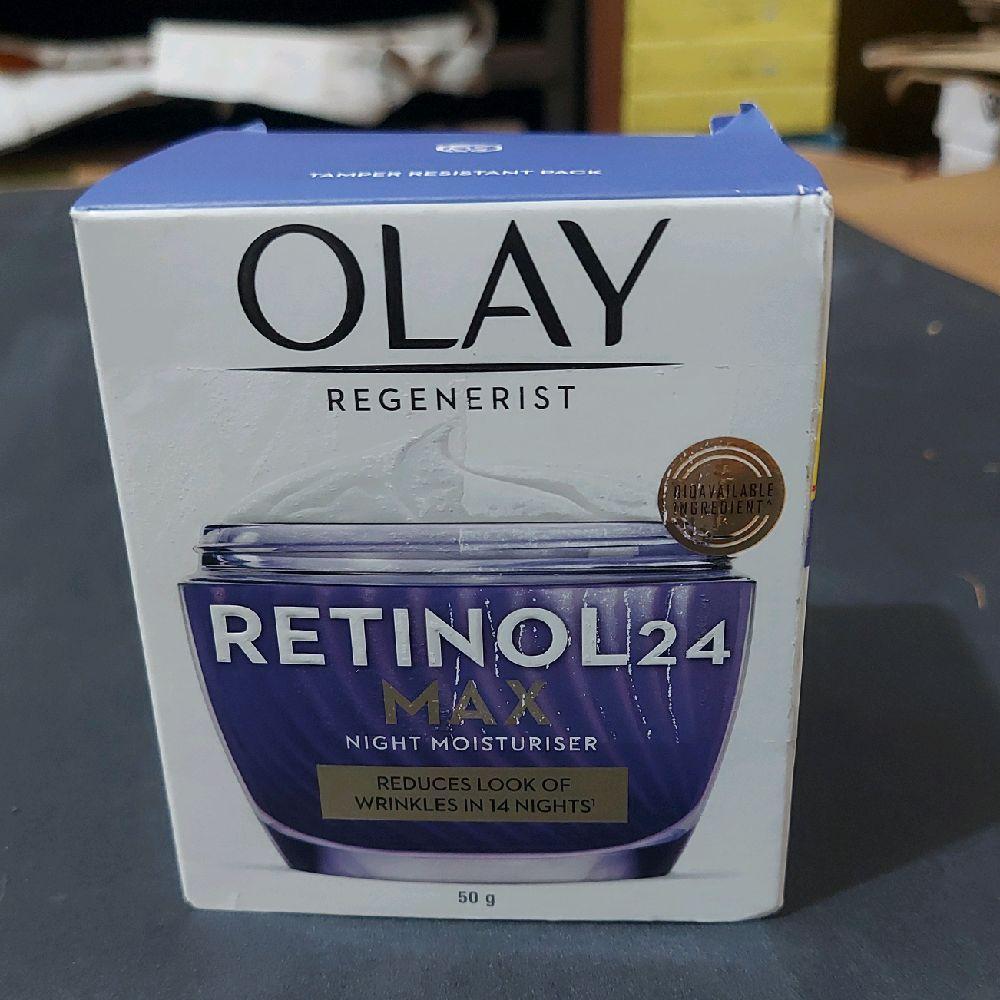 TAMPER RESISTANT PACK
OLAY
REGENERIST
BIOAVAILABLE
INGREDIENT^
RETINOL24
MAX
NIGHT MOISTURISER
REDUCES LOOK OF
WRINKLES IN 14 NIGHTS¹
50 g